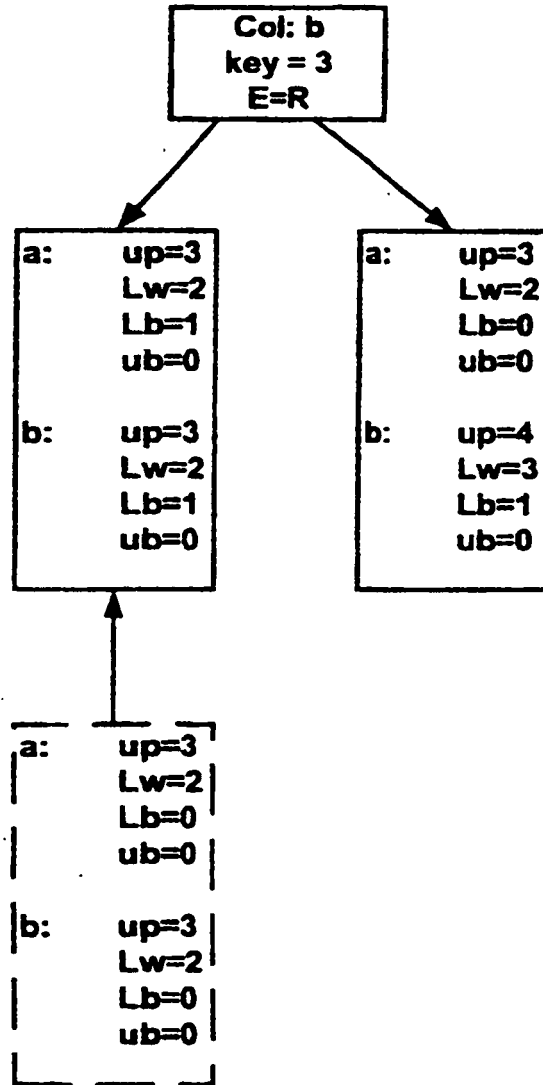 Col: b
key = 3
E=R
a: up=3
Lw=2
Lb=1
ub=0
b: up=3
Lw=2
Lb=1
ub=0
a: up=3
Lw=2
Lb=0
ub=0
b: up=4
Lw=3
Lb=1
ub=0
a: up=3
Lw=2
Lb=0
ub=0
b: up=3
Lw=2
Lb=0
ub=0